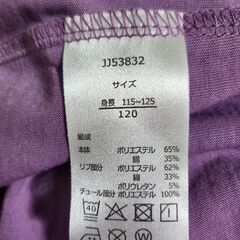 JJ53832
サイズ
身長 115~125
120
組成
本体 ポリエステル 65%
綿 35%
リブ部分 ポリエステル 62%
綿 33%
ポリウレタン 5%
チュール部分 ポリエステル 100%
40